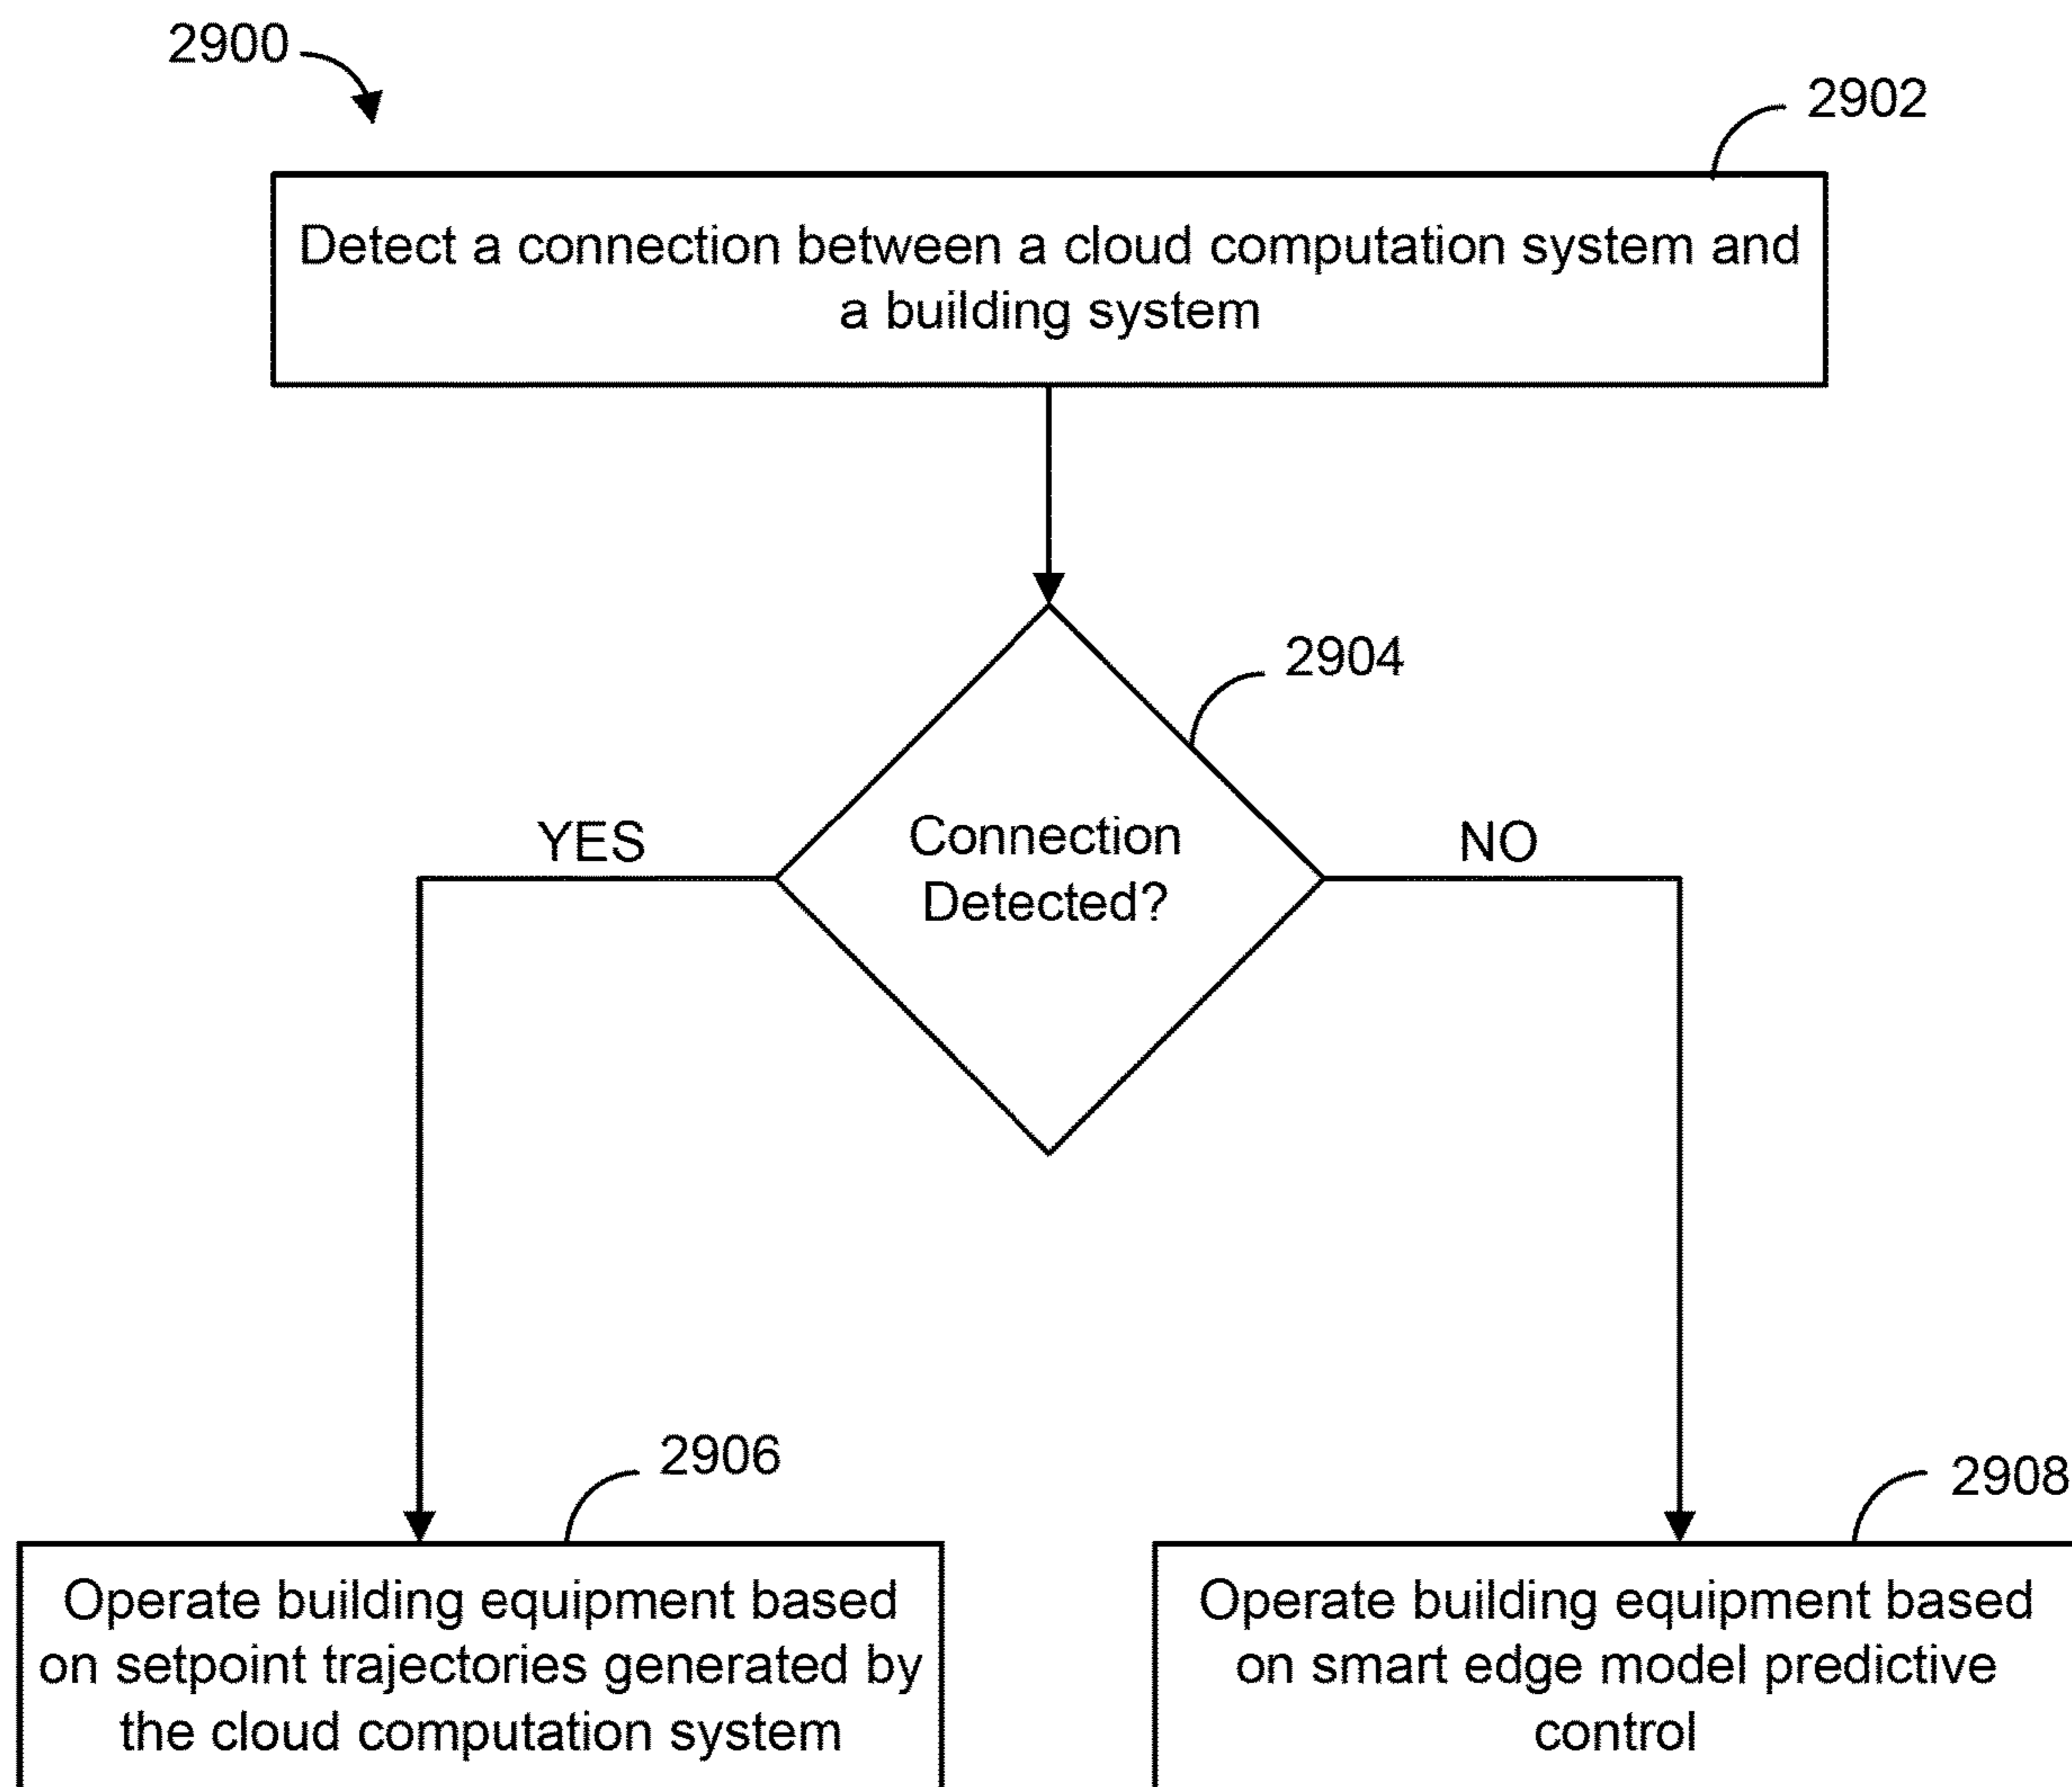 2900
2902
Detect a connection between a cloud computation system and
a building system
2904
Connection
Detected?
YES
NO
2906
2908
Operate building equipment based
on setpoint trajectories generated by
the cloud computation system
Operate building equipment based
on smart edge model predictive
control